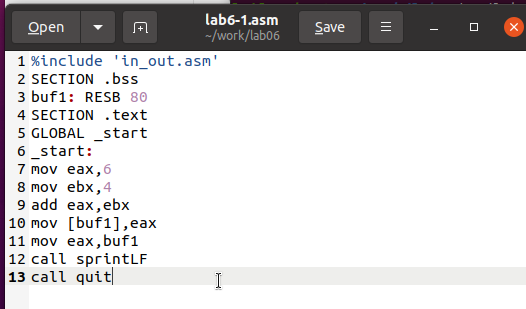 Open
lab6-1.asm
~/work/lab06
Save
1 %include 'in_out.asm'
2 SECTION .bss
3 buf1: RESB 80
4 SECTION .text
5 GLOBAL _start
6 _start:
7 mov eax,6
8 mov ebx,4
9 add eax,ebx
10 mov [buf1],eax
11 mov eax,buf1
12 call sprintLF
13 call quit